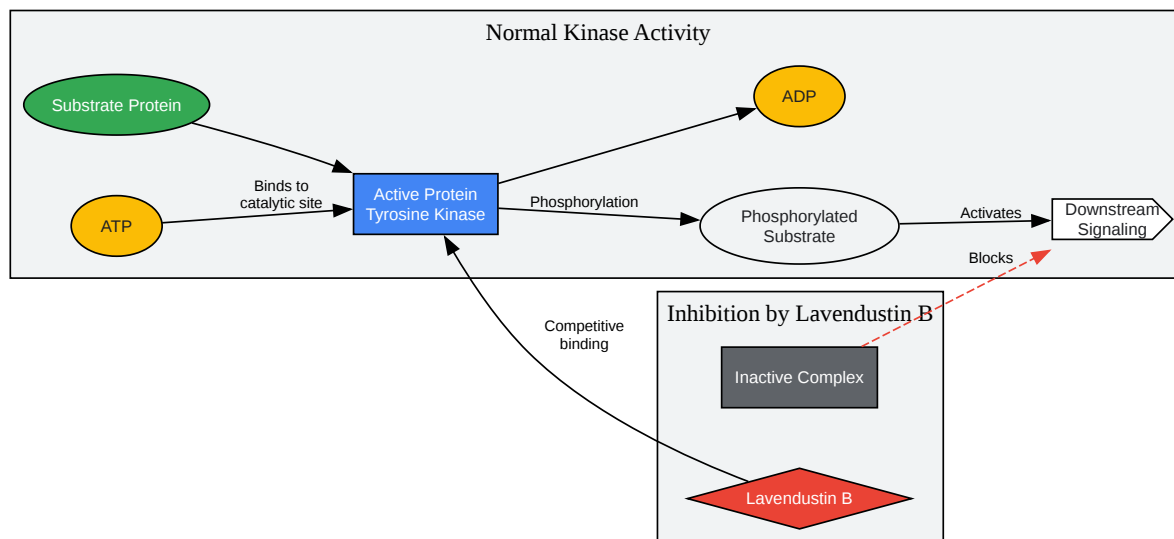 Normal Kinase Activity
Substrate Protein
ADP
Binds to
catalytic site
ATP
Active Protein
Tyrosine Kinase
Phosphorylation
Phosphorylated
Substrate
Activates
Downstream
Signaling
Blocks
Inhibition by Lavendustin B
Competitive
binding
Inactive Complex
Lavendustin B